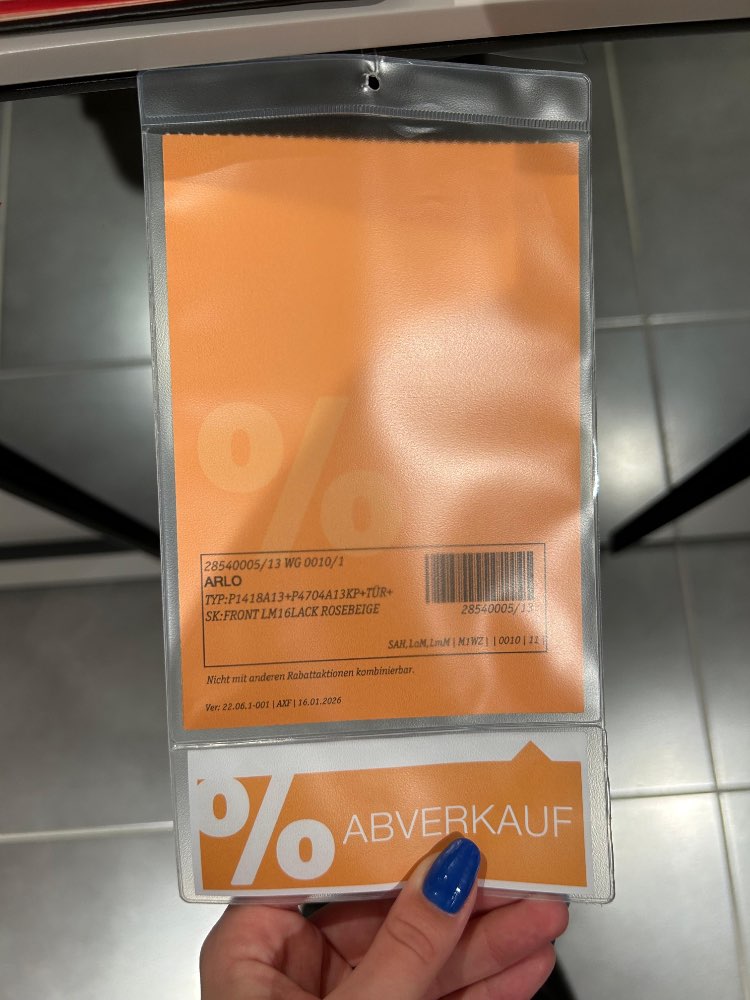 %
28540005/13 WG 0010/1
ARLO
TYP:P1418A13+P4704A13KP+TÜR+
SK:FRONT LM16LACK ROSEBEIGE
28540005/13
SAH,LaM,LmM | M1WZ | | 0010 | 11 |
Nicht mit anderen Rabattaktionen kombinierbar.
Ver: 22.06.1-001 | AXF | 16.01.2026
% ABVERKAUF